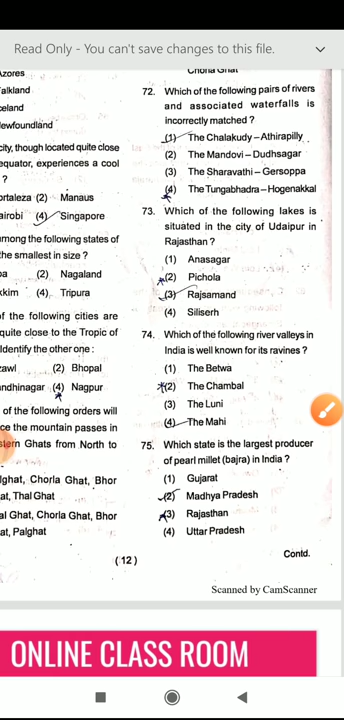 Read Only - You can't save changes to this file.
Azores
alkland
celand
ewfoundland
city, though located quite close
equator, experiences a cool
?
ortaleza (2) Manaus
airobi (4) Singapore
among the following states of
the smallest in size ?
oa (2) Nagaland
kkim (4) Tripura
of the following cities are
quite close to the Tropic of
Identify the other one :
zawl (2) Bhopal
ndhinagar (4) Nagpur
of the following orders will
ce the mountain passes in
stern Ghats from North to
lghat, Chorla Ghat, Bhor
at, Thal Ghat
al Ghat, Chorla Ghat, Bhor
at, Palghat
Chorla Ghat
72. Which of the following pairs of rivers
and associated waterfalls is
incorrectly matched ?
(1) The Chalakudy – Athirapilly
(2) The Mandovi – Dudhsagar
(3) The Sharavathi – Gersoppa
(4) The Tungabhadra – Hogenakkal
73. Which of the following lakes is
situated in the city of Udaipur in
Rajasthan ?
(1) Anasagar
(2) Pichola
(3) Rajsamand
(4) Siliserh
74. Which of the following river valleys in
India is well known for its ravines ?
(1) The Betwa
(2) The Chambal
(3) The Luni
(4) The Mahi
75. Which state is the largest producer
of pearl millet (bajra) in India ?
(1) Gujarat
(2) Madhya Pradesh
(3) Rajasthan
(4) Uttar Pradesh
(12)
Contd.
Scanned by CamScanner
ONLINE CLASS ROOM